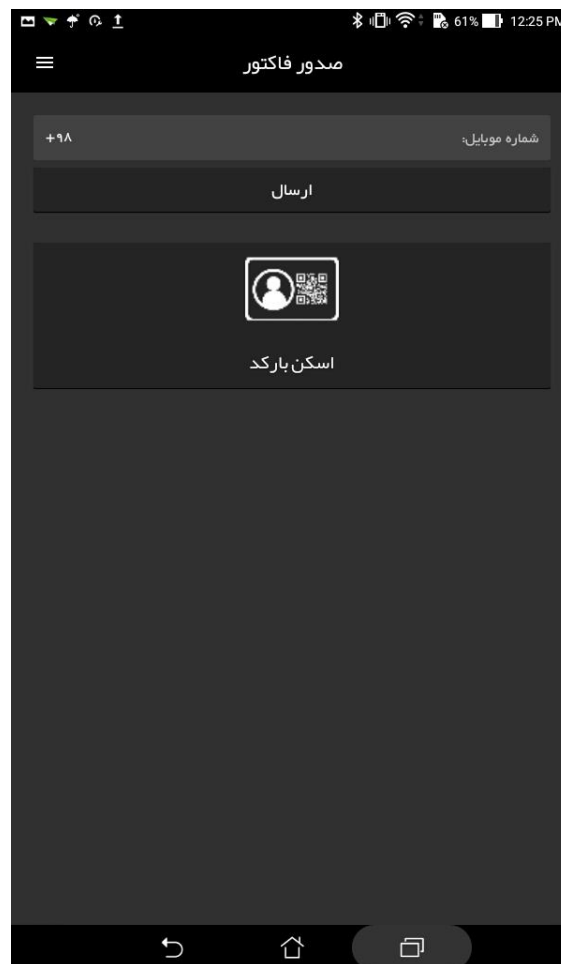 61% 12:25 PM
صدور فاکتور
شماره موبایل: +۹۸
ارسال
اسکن بارکد